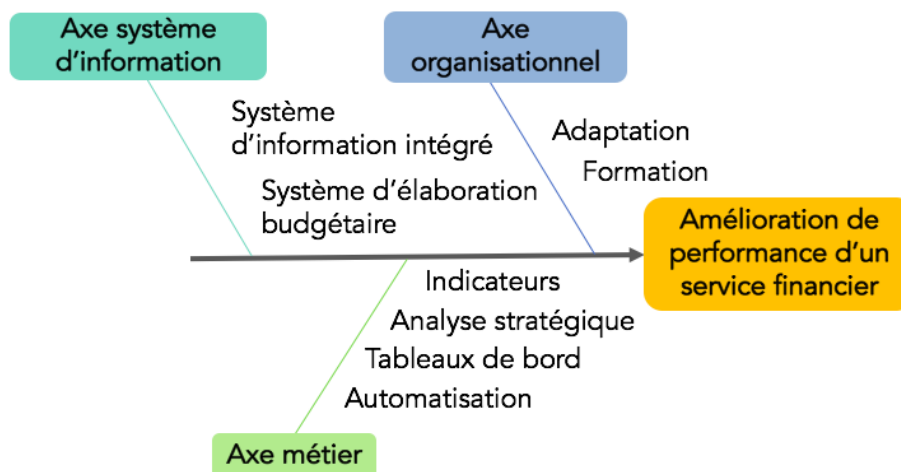 Axe système
d'information
Axe
organisationnel
Système
d'information intégré
Système d'élaboration
budgétaire
Adaptation
Formation
Amélioration de
performance d'un
service financier
Indicateurs
Analyse stratégique
Tableaux de bord
Automatisation
Axe métier